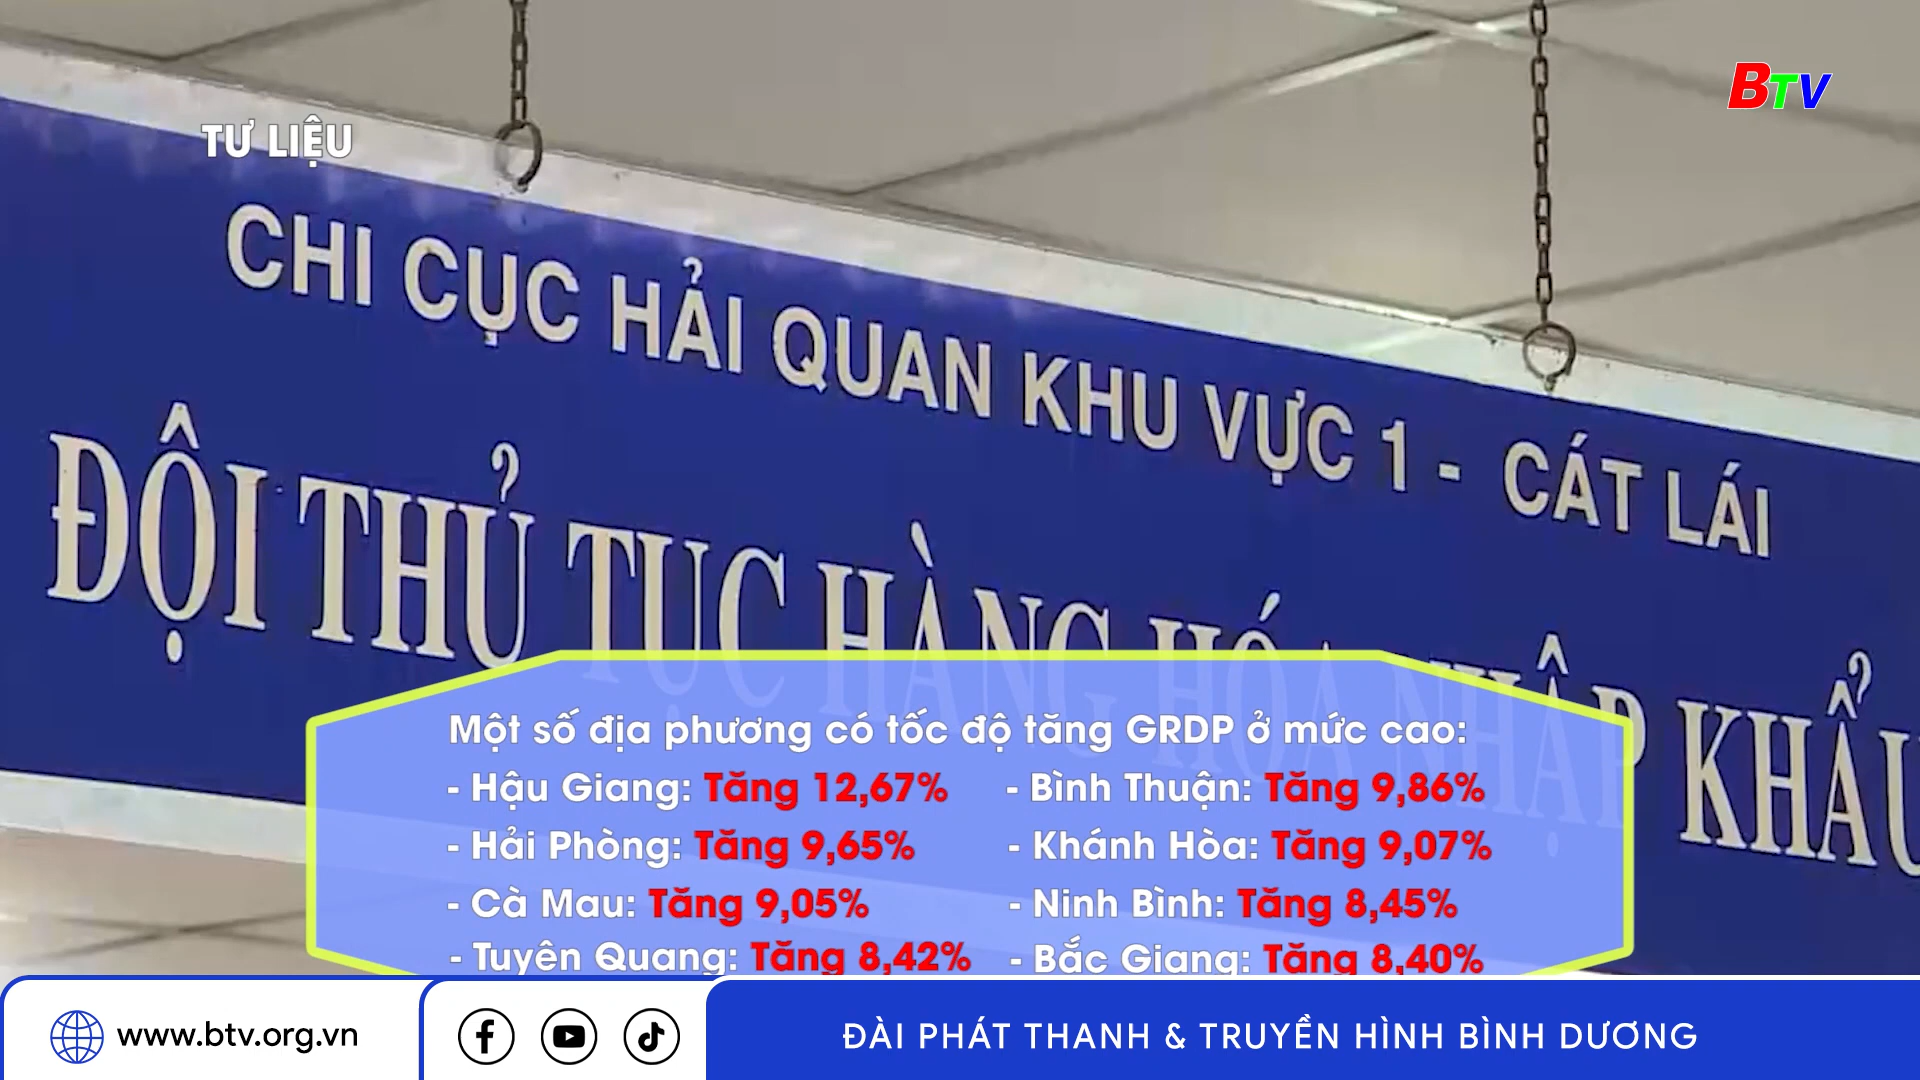 BTV
TƯ LIỆU
CHI CỤC HẢI QUAN KHU VỰC 1 - CÁT LÁI
ĐỘI THỦ TỤC HÀNG HÓA NHẬP KHẨU
Một số địa phương có tốc độ tăng GRDP ở mức cao:
- Hậu Giang: Tăng 12,67% - Bình Thuận: Tăng 9,86%
- Hải Phòng: Tăng 9,65% - Khánh Hòa: Tăng 9,07%
- Cà Mau: Tăng 9,05% - Ninh Bình: Tăng 8,45%
- Tuyên Quang: Tăng 8,42% - Bắc Giang: Tăng 8,40%
www.btv.org.vn ĐÀI PHÁT THANH & TRUYỀN HÌNH BÌNH DƯƠNG